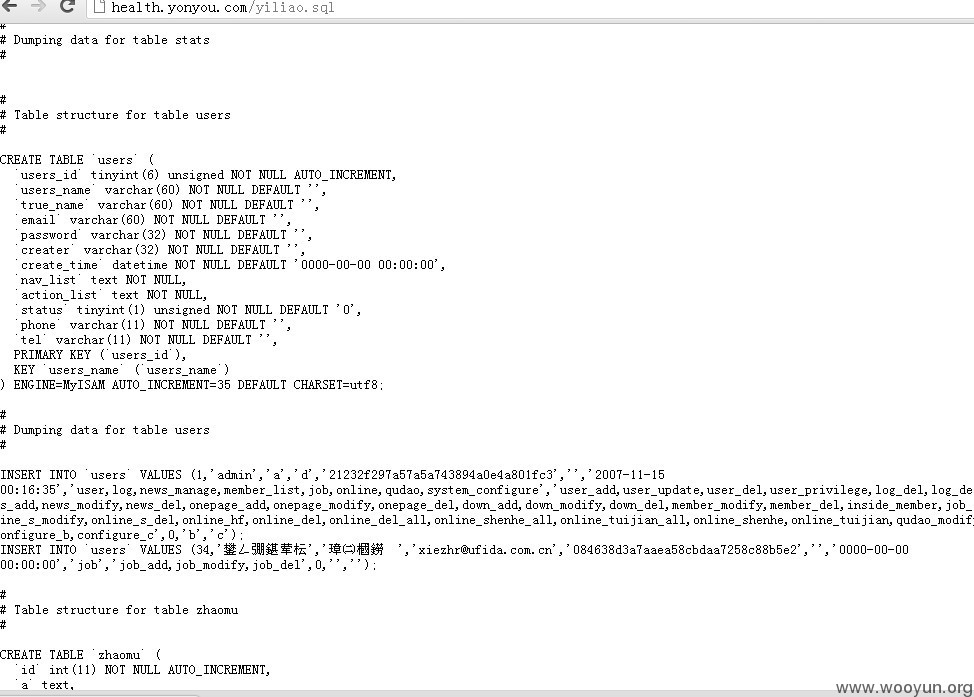 health.yonyou.com/yiliao.sql
#
# Dumping data for table stats
#
#
# Table structure for table users
#
CREATE TABLE `users` (
`users_id` tinyint(6) unsigned NOT NULL AUTO_INCREMENT,
`users_name` varchar(60) NOT NULL DEFAULT '',
`true_name` varchar(60) NOT NULL DEFAULT '',
`email` varchar(60) NOT NULL DEFAULT '',
`password` varchar(32) NOT NULL DEFAULT '',
`creater` varchar(32) NOT NULL DEFAULT '',
`create_time` datetime NOT NULL DEFAULT '0000-00-00 00:00:00',
`nav_list` text NOT NULL,
`action_list` text NOT NULL,
`status` tinyint(1) unsigned NOT NULL DEFAULT '0',
`phone` varchar(11) NOT NULL DEFAULT '',
`tel` varchar(11) NOT NULL DEFAULT '',
PRIMARY KEY (`users_id`),
KEY `users_name` (`users_name`)
) ENGINE=MyISAM AUTO_INCREMENT=35 DEFAULT CHARSET=utf8;
#
# Dumping data for table users
#
INSERT INTO `users` VALUES (1,'admin','a','d','21232f297a57a5a743894a0e4a801fc3','','2007-11-15
00:16:35','user,log,news_manage,member_list,job,online,qudao,system_configure','user_add,user_update,user_del,user_privilege,log_del,log_de
s_add,news_modify,news_del,onepage_add,onepage_modify,onepage_del,down_add,down_modify,down_del,member_modify,member_del,inside_member,job_
ine_s_modify,online_s_del,online_hf,online_del,online_del_all,online_shenhe_all,online_tuijian_all,online_shenhe,online_tuijian,qudao_modif
onfigure_b,configure_c',0,'b','c');
INSERT INTO `users` VALUES (34,'','','xiezhr@ufida.com.cn','084638d3a7aaea58cbdaa7258c88b5e2','','0000-00-00
00:00:00','job','job_add,job_modify,job_del',0,'','');
#
# Table structure for table zhaomu
#
CREATE TABLE `zhaomu` (
`id` int(11) NOT NULL AUTO_INCREMENT,
`a` text,
www.wooyun.org